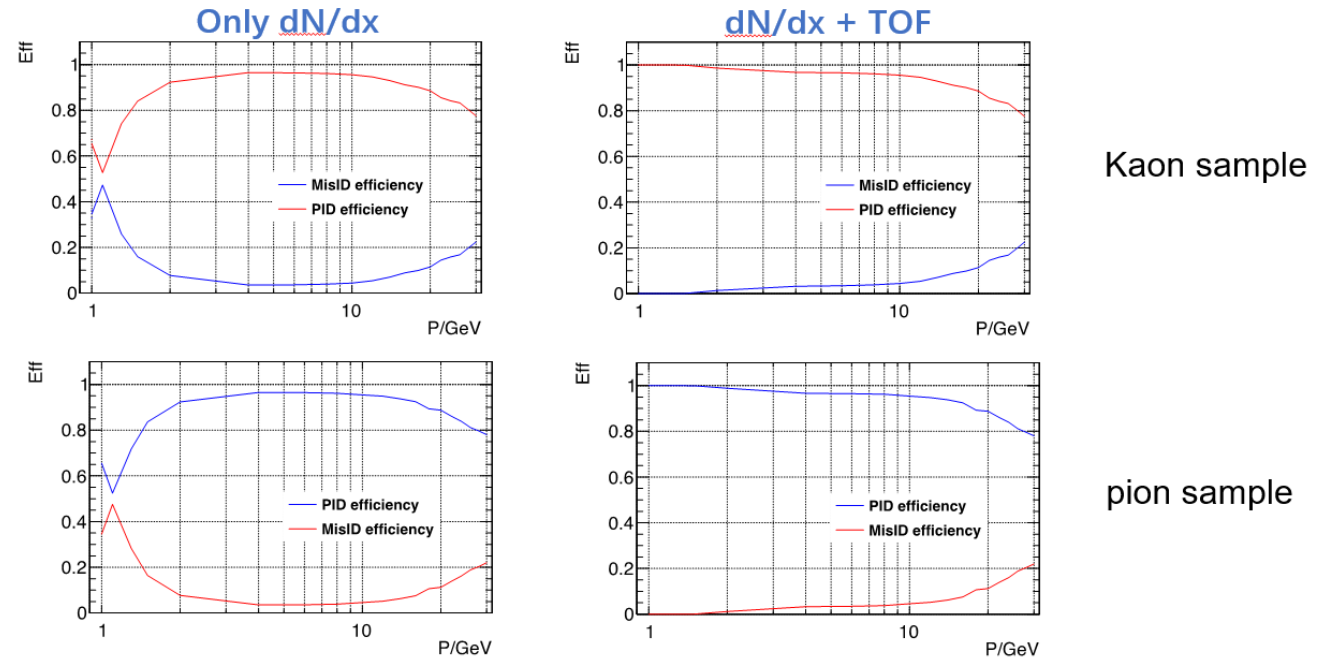 Only dN/dx
dN/dx + TOF
Eff
1
0.8
0.6
0.4
0.2
0
MisID efficiency
PID efficiency
1
10
P/GeV
Eff
1
0.8
0.6
0.4
0.2
0
MisID efficiency
PID efficiency
1
10
P/GeV
Kaon sample
Eff
1
0.8
0.6
0.4
0.2
0
PID efficiency
MisID efficiency
1
10
P/GeV
Eff
1
0.8
0.6
0.4
0.2
0
PID efficiency
MisID efficiency
1
10
P/GeV
pion sample